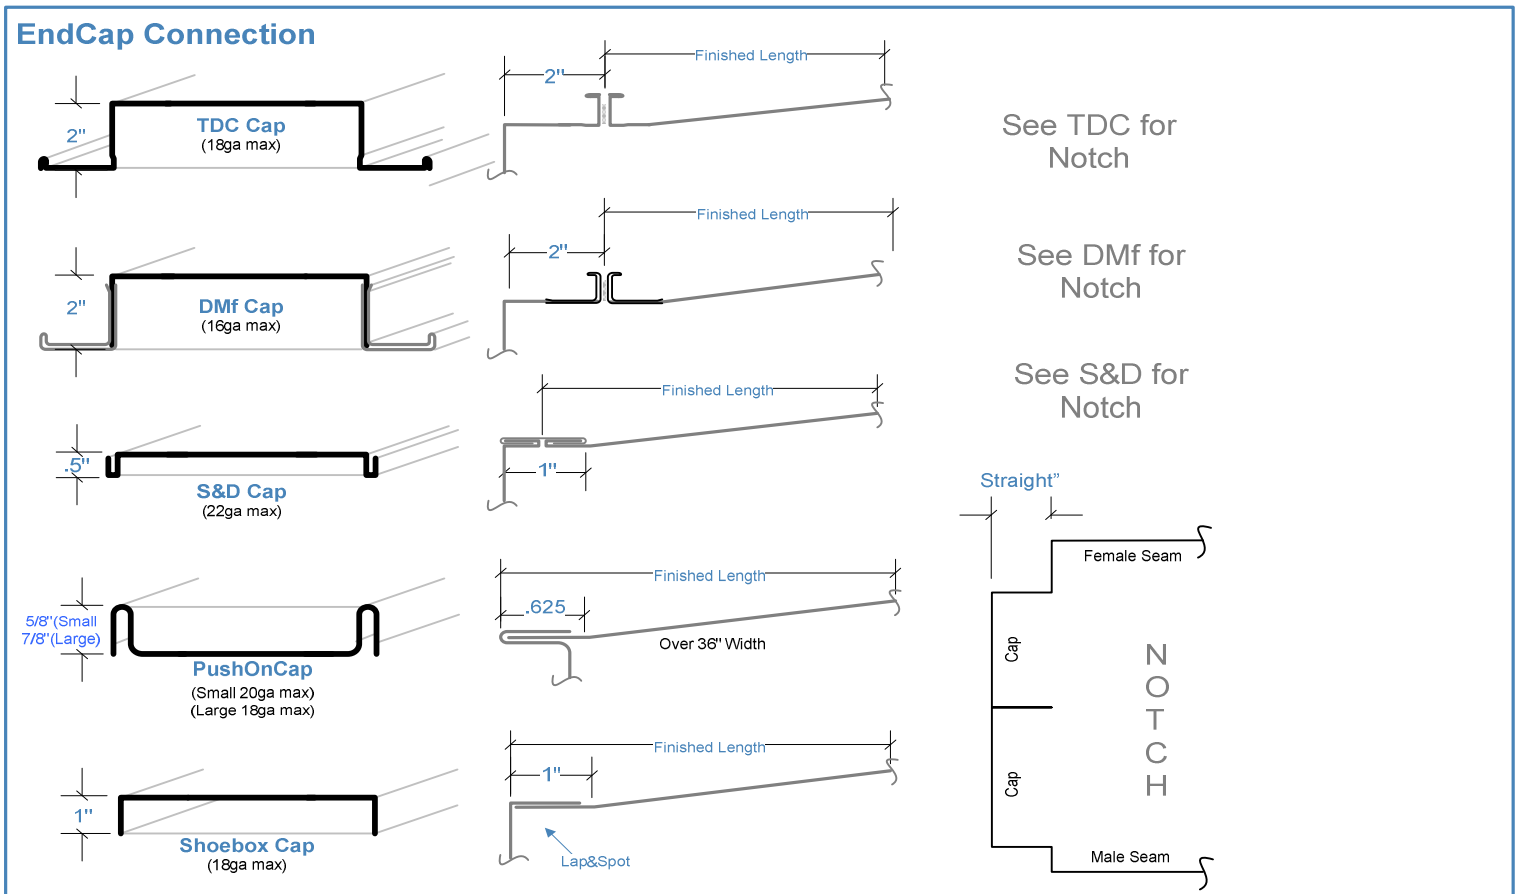 EndCap Connection
2"
TDC Cap
(18ga max)
2"
Finished Length
See TDC for
Notch
2"
DMf Cap
(16ga max)
2"
Finished Length
See DMf for
Notch
.5"
S&D Cap
(22ga max)
Finished Length
1"
See S&D for
Notch
5/8"(Small
7/8"(Large)
PushOnCap
(Small 20ga max)
(Large 18ga max)
Finished Length
.625
Over 36" Width
1"
Shoebox Cap
(18ga max)
Finished Length
1"
Lap&Spot
Straight”
Female Seam
Cap
Cap
NOTCH
Male Seam